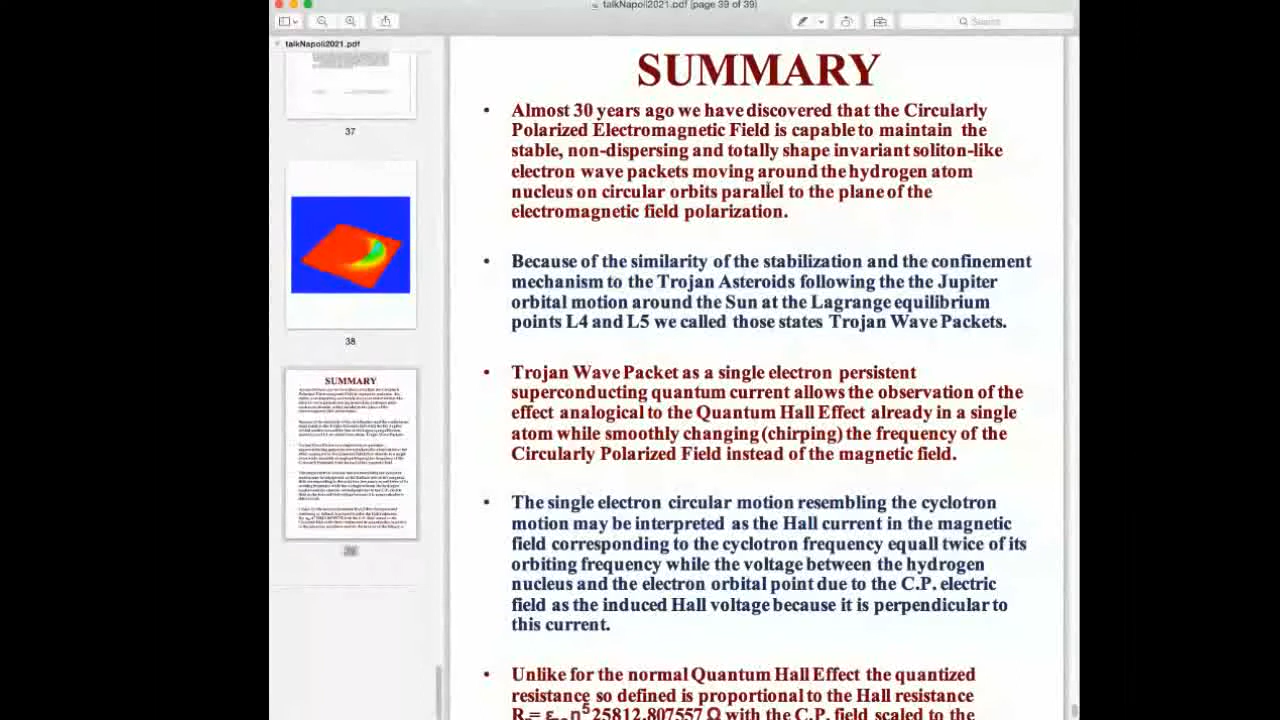 talkNapoli2021.pdf (page 39 of 39)
Search
talkNapoli2021.pdf
37
38
SUMMARY
39
SUMMARY
• Almost 30 years ago we have discovered that the Circularly
Polarized Electromagnetic Field is capable to maintain the
stable, non-dispersing and totally shape invariant soliton-like
electron wave packets moving around the hydrogen atom
nucleus on circular orbits parallel to the plane of the
electromagnetic field polarization.
• Because of the similarity of the stabilization and the confinement
mechanism to the Trojan Asteroids following the the Jupiter
orbital motion around the Sun at the Lagrange equilibrium
points L4 and L5 we called those states Trojan Wave Packets.
• Trojan Wave Packet as a single electron persistent
superconducting quantum current allows the observation of the
effect analogical to the Quantum Hall Effect already in a single
atom while smoothly changing (chirping) the frequency of the
Circularly Polarized Field instead of the magnetic field.
• The single electron circular motion resembling the cyclotron
motion may be interpreted as the Hall current in the magnetic
field corresponding to the cyclotron frequency equall twice of its
orbiting frequency while the voltage between the hydrogen
nucleus and the electron orbital point due to the C.P. electric
field as the induced Hall voltage because it is perpendicular to
this current.
• Unlike for the normal Quantum Hall Effect the quantized
resistance so defined is proportional to the Hall resistance
n⁵25812.807557 Ω with the C.P. field scaled to the